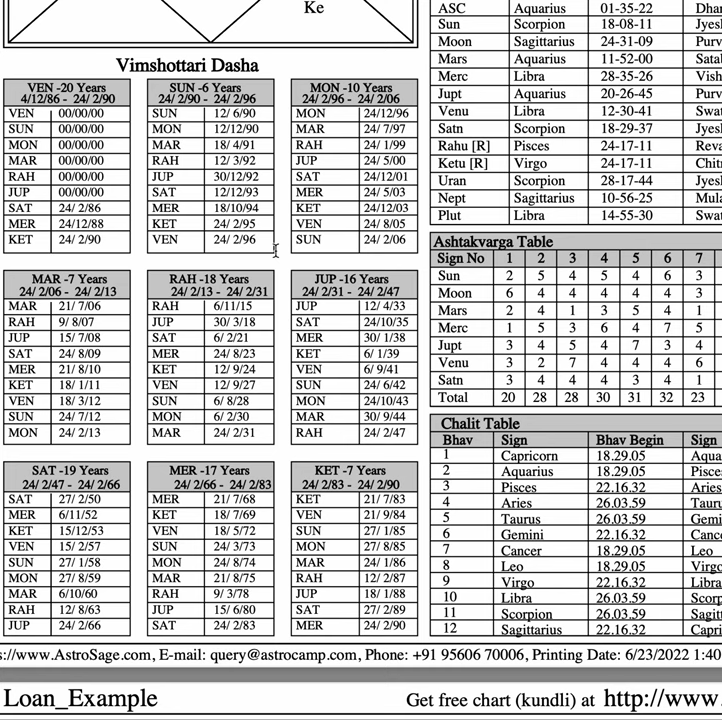 Ke
Vimshottari Dasha
VEN -20 Years
4/12/86 - 24/ 2/90
VEN 00/00/00
SUN 00/00/00
MON 00/00/00
MAR 00/00/00
RAH 00/00/00
JUP 00/00/00
SAT 24/ 2/86
MER 24/12/88
KET 24/ 2/90
SUN -6 Years
24/ 2/90 - 24/ 2/96
SUN 12/ 6/90
MON 12/12/90
MAR 18/ 4/91
RAH 12/ 3/92
JUP 30/12/92
SAT 12/12/93
MER 18/10/94
KET 24/ 2/95
VEN 24/ 2/96
MON -10 Years
24/ 2/96 - 24/ 2/06
MON 24/12/96
MAR 24/ 7/97
RAH 24/ 1/99
JUP 24/ 5/00
SAT 24/12/01
MER 24/ 5/03
KET 24/12/03
VEN 24/ 8/05
SUN 24/ 2/06
MAR -7 Years
24/ 2/06 - 24/ 2/13
MAR 21/ 7/06
RAH 9/ 8/07
JUP 15/ 7/08
SAT 24/ 8/09
MER 21/ 8/10
KET 18/ 1/11
VEN 18/ 3/12
SUN 24/ 7/12
MON 24/ 2/13
RAH -18 Years
24/ 2/13 - 24/ 2/31
RAH 6/11/15
JUP 30/ 3/18
SAT 6/ 2/21
MER 24/ 8/23
KET 12/ 9/24
VEN 12/ 9/27
SUN 6/ 8/28
MON 6/ 2/30
MAR 24/ 2/31
JUP -16 Years
24/ 2/31 - 24/ 2/47
JUP 12/ 4/33
SAT 24/10/35
MER 30/ 1/38
KET 6/ 1/39
VEN 6/ 9/41
SUN 24/ 6/42
MON 24/10/43
MAR 30/ 9/44
RAH 24/ 2/47
SAT -19 Years
24/ 2/47 - 24/ 2/66
SAT 27/ 2/50
MER 6/11/52
KET 15/12/53
VEN 15/ 2/57
SUN 27/ 1/58
MON 27/ 8/59
MAR 6/10/60
RAH 12/ 8/63
JUP 24/ 2/66
MER -17 Years
24/ 2/66 - 24/ 2/83
MER 21/ 7/68
KET 18/ 7/69
VEN 18/ 5/72
SUN 24/ 3/73
MON 24/ 8/74
MAR 21/ 8/75
RAH 9/ 3/78
JUP 15/ 6/80
SAT 24/ 2/83
KET -7 Years
24/ 2/83 - 24/ 2/90
KET 21/ 7/83
VEN 21/ 9/84
SUN 27/ 1/85
MON 27/ 8/85
MAR 24/ 1/86
RAH 12/ 2/87
JUP 18/ 1/88
SAT 27/ 2/89
MER 24/ 2/90
ASC Aquarius 01-35-22 Dhan
Sun Scorpion 18-08-11 Jyes
Moon Sagittarius 24-31-09 Purv
Mars Aquarius 11-52-00 Satab
Merc Libra 28-35-26 Vish
Jupt Aquarius 20-26-45 Purv
Venu Libra 12-30-41 Swat
Satn Scorpion 18-29-37 Jyes
Rahu [R] Pisces 24-17-11 Reva
Ketu [R] Virgo 24-17-11 Chitr
Uran Scorpion 28-17-44 Jyes
Nept Sagittarius 10-56-25 Mula
Plut Libra 14-55-30 Swat
Ashtakvarga Table
Sign No 1 2 3 4 5 6 7
Sun 2 5 4 5 4 6 3
Moon 6 4 4 4 4 4 3
Mars 2 4 1 3 5 4 1
Merc 1 5 3 6 4 7 5
Jupt 3 4 5 4 7 3 4
Venu 3 2 7 4 4 4 6
Satn 3 4 4 4 3 4 1
Total 20 28 28 30 31 32 23
Chalit Table
Bhav Sign Bhav Begin Sign
1 Capricorn 18.29.05 Aqua
2 Aquarius 18.29.05 Pisce
3 Pisces 22.16.32 Aries
4 Aries 26.03.59 Tauru
5 Taurus 26.03.59 Gemi
6 Gemini 22.16.32 Cance
7 Cancer 18.29.05 Leo
8 Leo 18.29.05 Virgo
9 Virgo 22.16.32 Libra
10 Libra 26.03.59 Scorp
11 Scorpion 26.03.59 Sagit
12 Sagittarius 22.16.32 Capri
s://www.AstroSage.com, E-mail: query@astrocamp.com, Phone: +91 95606 70006, Printing Date: 6/23/2022 1:40
Loan_Example Get free chart (kundli) at http://www.